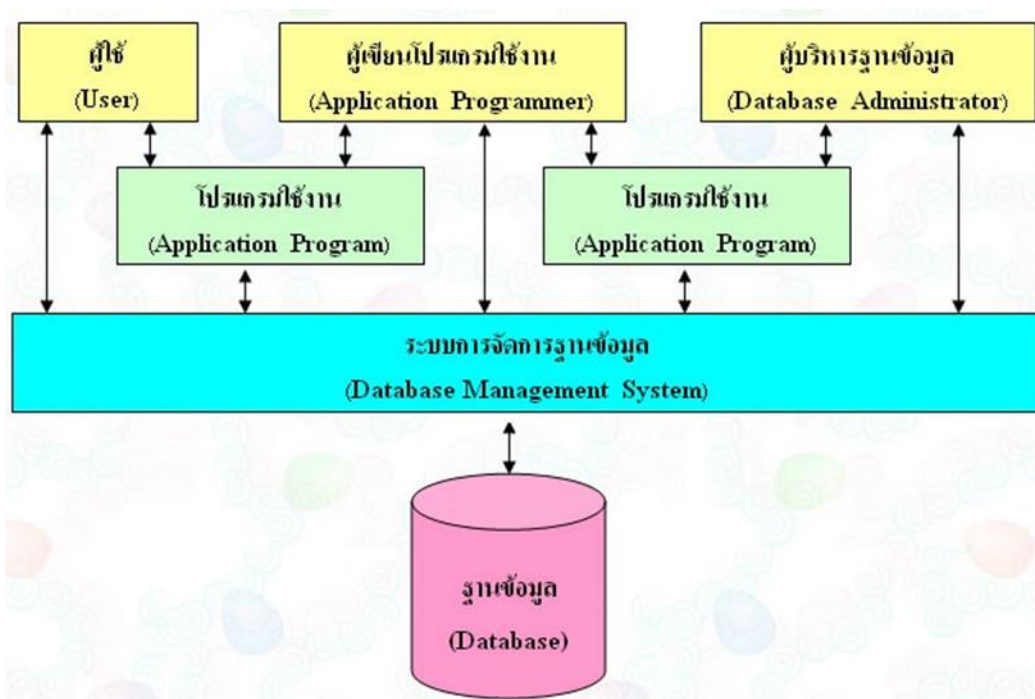 ผู้ใช้
(User)
ผู้เขียนโปรแกรมใช้งาน
(Application Programmer)
ผู้บริหารฐานข้อมูล
(Database Administrator)
โปรแกรมใช้งาน
(Application Program)
โปรแกรมใช้งาน
(Application Program)
ระบบการจัดการฐานข้อมูล
(Database Management System)
ฐานข้อมูล
(Database)